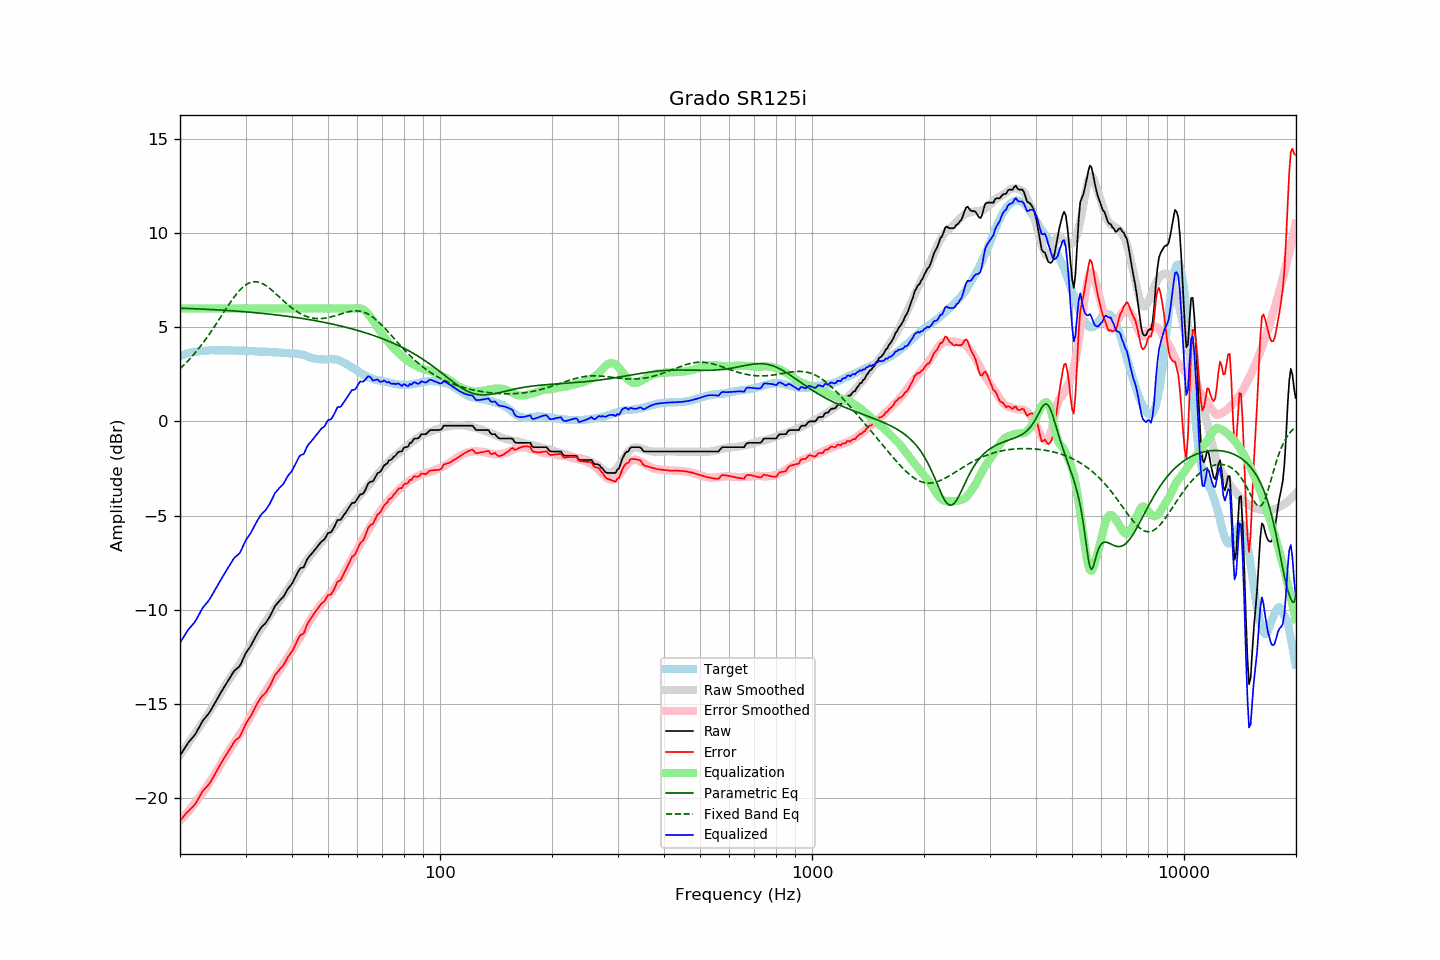 Grado SR125i
15
10
5
0
−5
−10
−15
−20
Amplitude (dBr)
Target
Raw Smoothed
Error Smoothed
Raw
Error
Equalization
Parametric Eq
Fixed Band Eq
Equalized
100
1000
10000
Frequency (Hz)